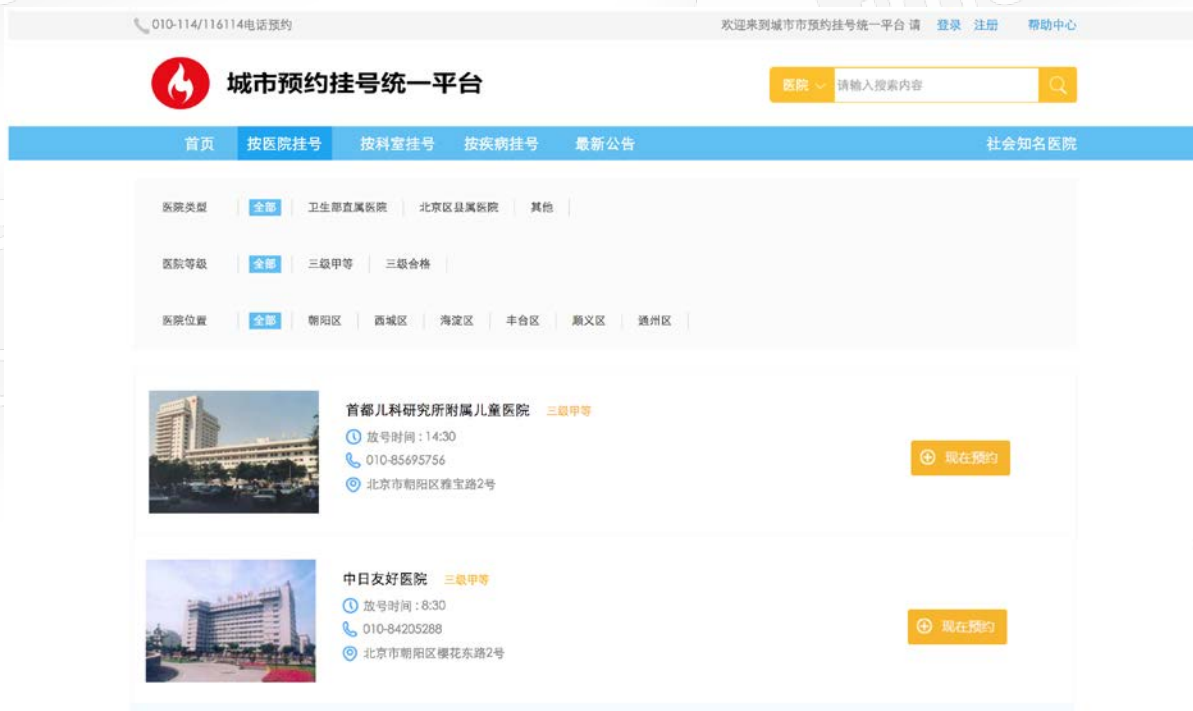 010-114/116114电话预约 欢迎来到城市市预约挂号统一平台 请 登录 注册 帮助中心
城市预约挂号统一平台 医院 请输入搜索内容
首页 按医院挂号 按科室挂号 按疾病挂号 最新公告 社会知名医院
医院类型 全部 卫生部直属医院 北京区县属医院 其他
医院等级 全部 三级甲等 三级合格
医院位置 全部 朝阳区 西城区 海淀区 丰台区 顺义区 通州区
首都儿科研究所附属儿童医院 三级甲等
放号时间:14:30
010-85695756 现在预约
北京市朝阳区雅宝路2号
中日友好医院 三级甲等
放号时间:8:30
010-84205288 现在预约
北京市朝阳区樱花东路2号